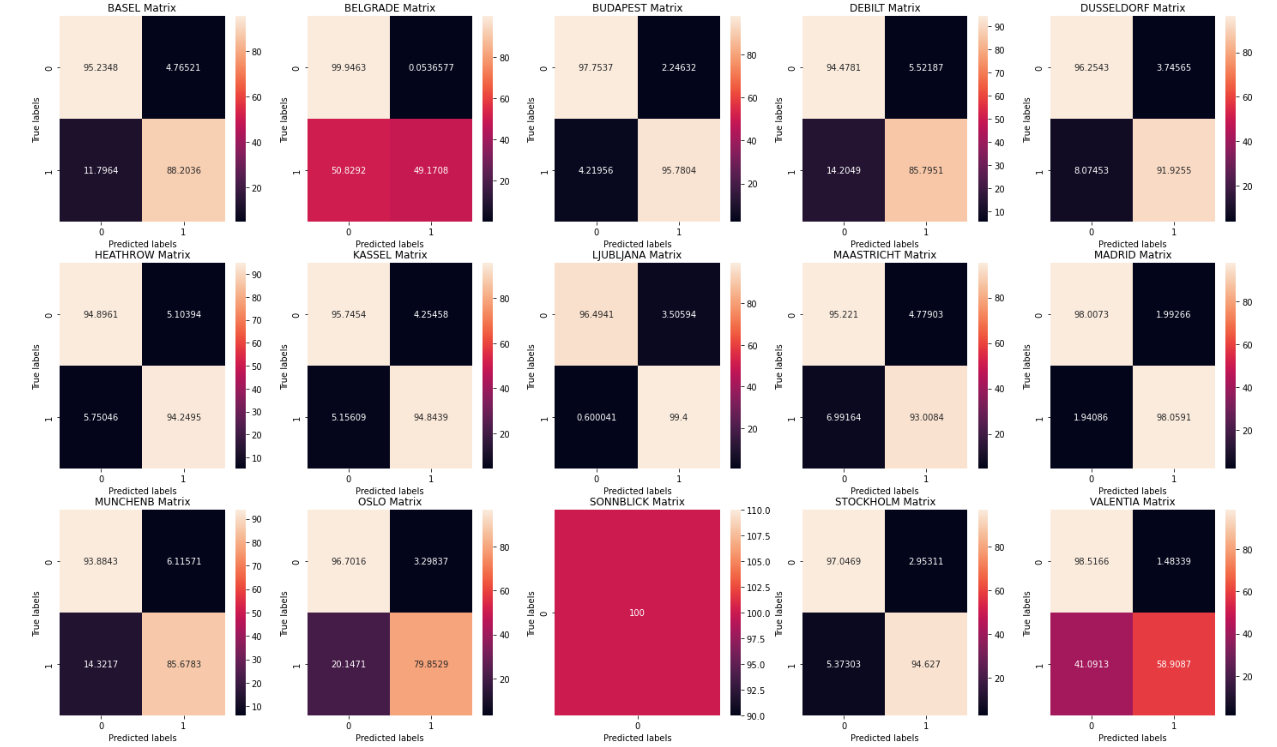 BASEL Matrix BELGRADE Matrix BUDAPEST Matrix DEBILT Matrix DUSSELDORF Matrix
True labels 0 95.2348 4.76521 80 60 40 20
1 11.7964 88.2036
0 1
Predicted labels
True labels 0 99.9463 0.0536577 80 60 40 20
1 50.8292 49.1708
0 1
Predicted labels
True labels 0 97.7537 2.24632 80 60 40 20
1 4.21956 95.7804
0 1
Predicted labels
True labels 0 94.4781 5.52187 90 80 70 60 50 40 30 20 10
1 14.2049 85.7951
0 1
Predicted labels
True labels 0 96.2543 3.74565 80 60 40 20
1 8.07453 91.9255
0 1
Predicted labels
HEATHROW Matrix KASSEL Matrix LJUBLJANA Matrix MAASTRICHT Matrix MADRID Matrix
True labels 0 94.8961 5.10394 90 80 70 60 50 40 30 20 10
1 5.75046 94.2495
0 1
Predicted labels
True labels 0 95.7454 4.25458 80 60 40 20
1 5.15609 94.8439
0 1
Predicted labels
True labels 0 96.4941 3.50594 80 60 40 20
1 0.600041 99.4
0 1
Predicted labels
True labels 0 95.221 4.77903 80 60 40 20
1 6.99164 93.0084
0 1
Predicted labels
True labels 0 98.0073 1.99266 80 60 40 20
1 1.94086 98.0591
0 1
Predicted labels
MUNCHENB Matrix OSLO Matrix SONNBLICK Matrix STOCKHOLM Matrix VALENTIA Matrix
True labels 0 93.8843 6.11571 90 80 70 60 50 40 30 20 10
1 14.3217 85.6783
0 1
Predicted labels
True labels 0 96.7016 3.29837 80 60 40 20
1 20.1471 79.8529
0 1
Predicted labels
True labels 0 100 110.0 107.5 105.0 102.5 100.0 97.5 95.0 92.5 90.0
0
Predicted labels
True labels 0 97.0469 2.95311 80 60 40 20
1 5.37303 94.627
0 1
Predicted labels
True labels 0 98.5166 1.48339 80 60 40 20
1 41.0913 58.9087
0 1
Predicted labels